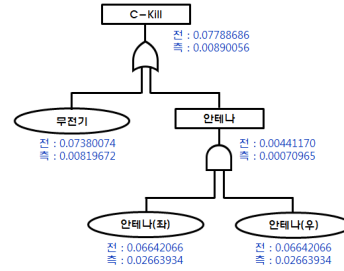 C-Kill
전 : 0.07788686
측 : 0.00890056
무전기
안테나
전 : 0.07380074
측 : 0.00819672
전 : 0.00441170
측 : 0.00070965
안테나(좌)
안테나(우)
전 : 0.06642066
측 : 0.02663934
전 : 0.06642066
측 : 0.02663934